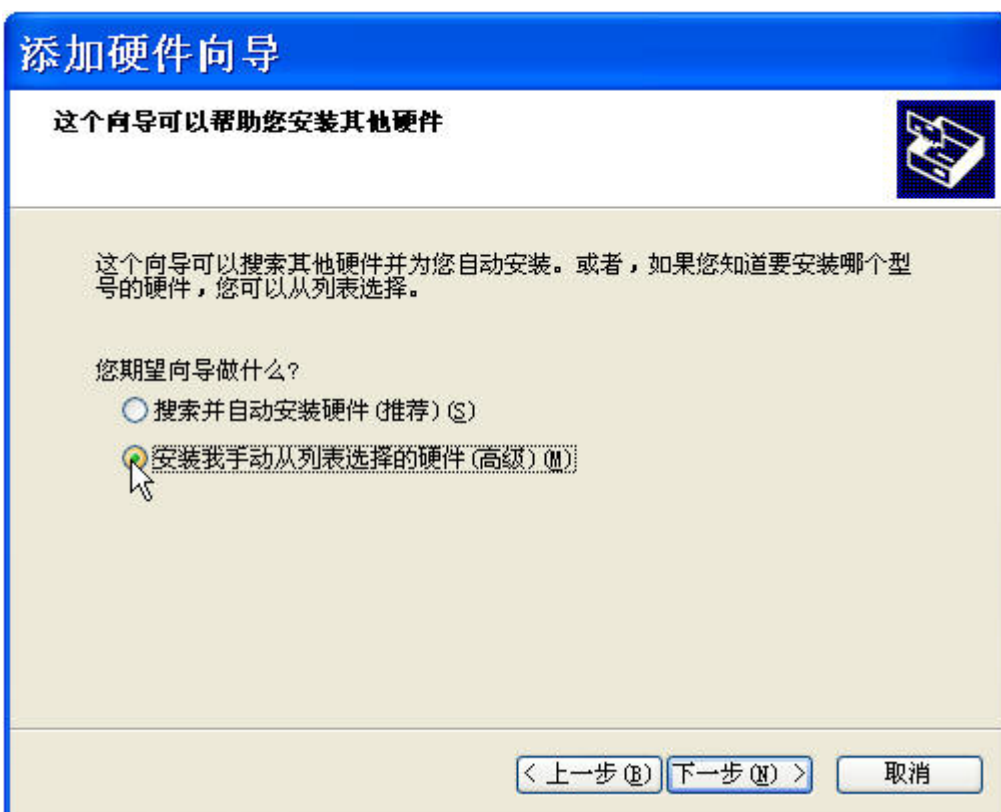 添加硬件向导
这个向导可以帮助您安装其他硬件
这个向导可以搜索其他硬件并为您自动安装。或者，如果您知道要安装哪个型
号的硬件，您可以从列表选择。
您期望向导做什么?
搜索并自动安装硬件(推荐)(S)
安装我手动从列表选择的硬件(高级)(M)
< 上一步(B) 下一步(N) > 取消